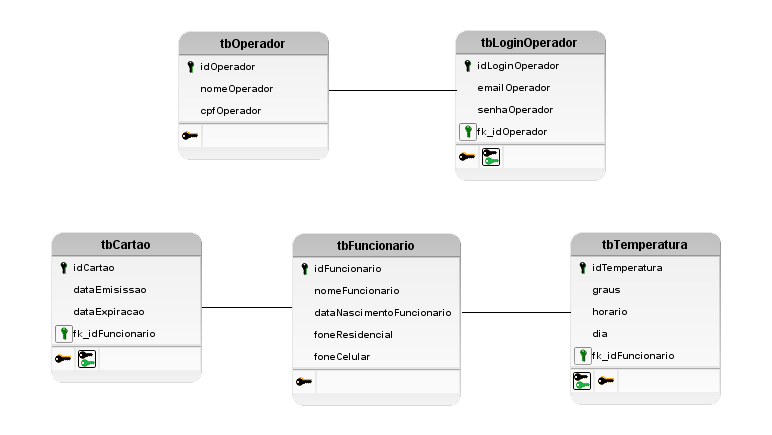 tbOperador
idOperador
nomeOperador
cpfOperador
tbLoginOperador
idLoginOperador
emailOperador
senhaOperador
fk_idOperador
tbCartao
idCartao
dataEmisissao
dataExpiracao
fk_idFuncionario
tbFuncionario
idFuncionario
nomeFuncionario
dataNascimentoFuncionario
foneResidencial
foneCelular
tbTemperatura
idTemperatura
graus
horario
dia
fk_idFuncionario